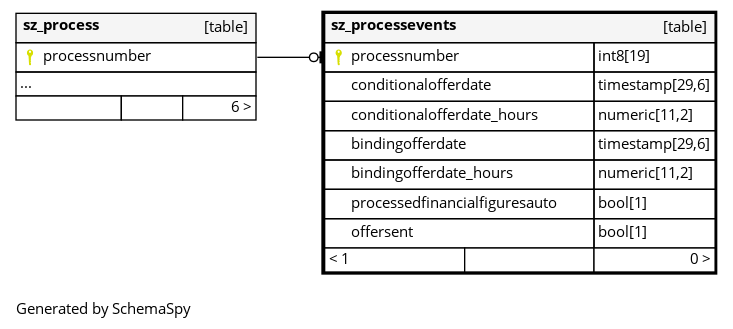 sz_process [table]
processnumber
...
6 >
sz_processevents [table]
processnumber int8[19]
conditionalofferdate timestamp[29,6]
conditionalofferdate_hours numeric[11,2]
bindingofferdate timestamp[29,6]
bindingofferdate_hours numeric[11,2]
processedfinancialfiguresauto bool[1]
offersent bool[1]
< 1 0 >
Generated by SchemaSpy